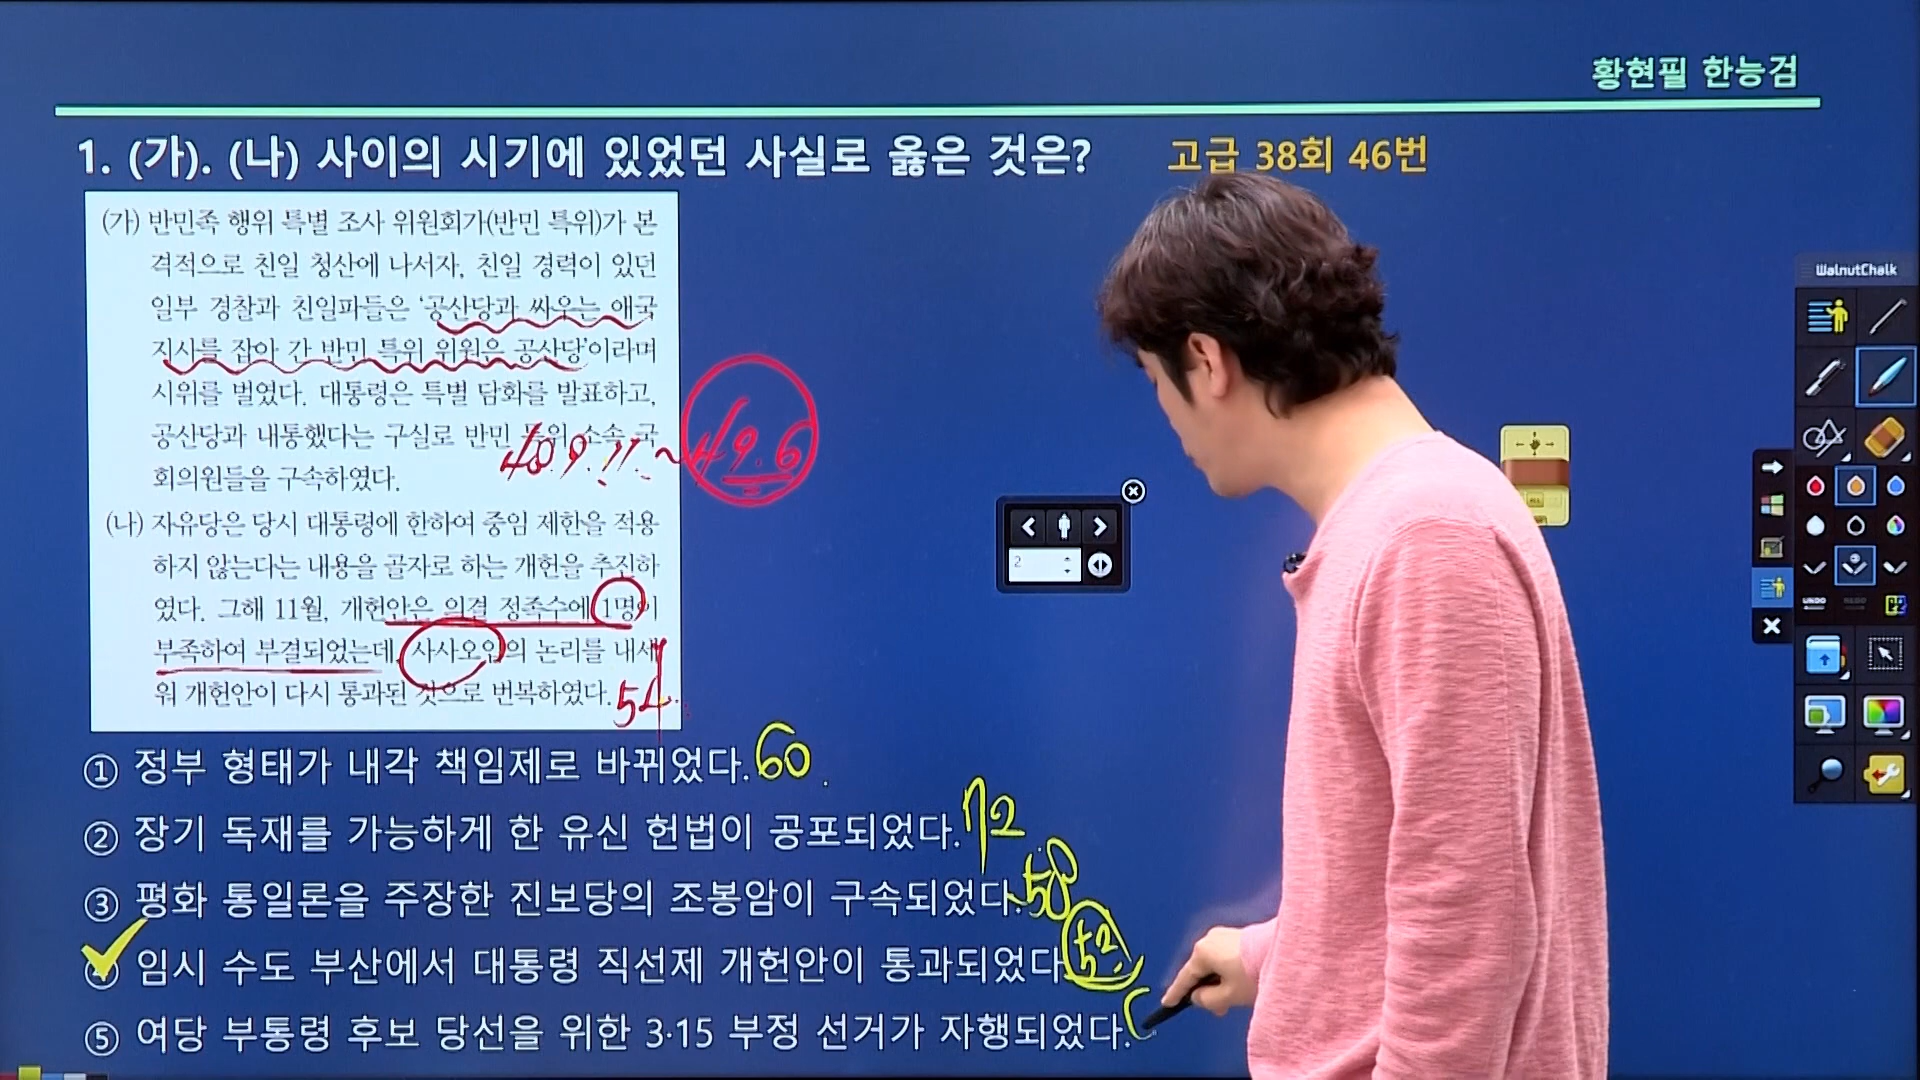 황현필 한능검
1. (가). (나) 사이의 시기에 있었던 사실로 옳은 것은? 고급 38회 46번
(가) 반민족 행위 특별 조사 위원회가(반민 특위)가 본
격적으로 친일 청산에 나서자, 친일 경력이 있던
일부 경찰과 친일파들은 '공산당과 싸우는 애국
지사를 잡아 간 반민 특위 위원은 공산당'이라며
시위를 벌였다. 대통령은 특별 담화를 발표하고,
공산당과 내통했다는 구실로 반민 특위 소속 국
회의원들을 구속하였다.
~49.6
(나) 자유당은 당시 대통령에 한하여 중임 제한을 적용
하지 않는다는 내용을 골자로 하는 개헌을 추진하
였다. 그해 11월, 개헌안은 의결 정족수에 1명이
부족하여 부결되었는데, 사사오입의 논리를 내세
워 개헌안이 다시 통과된 것으로 번복하였다. 54
① 정부 형태가 내각 책임제로 바뀌었다. 60
② 장기 독재를 가능하게 한 유신 헌법이 공포되었다. 72
③ 평화 통일론을 주장한 진보당의 조봉암이 구속되었다. 58
④ 임시 수도 부산에서 대통령 직선제 개헌안이 통과되었다. 52
⑤ 여당 부통령 후보 당선을 위한 3·15 부정 선거가 자행되었다.
WalnutChalk
UNDO
2